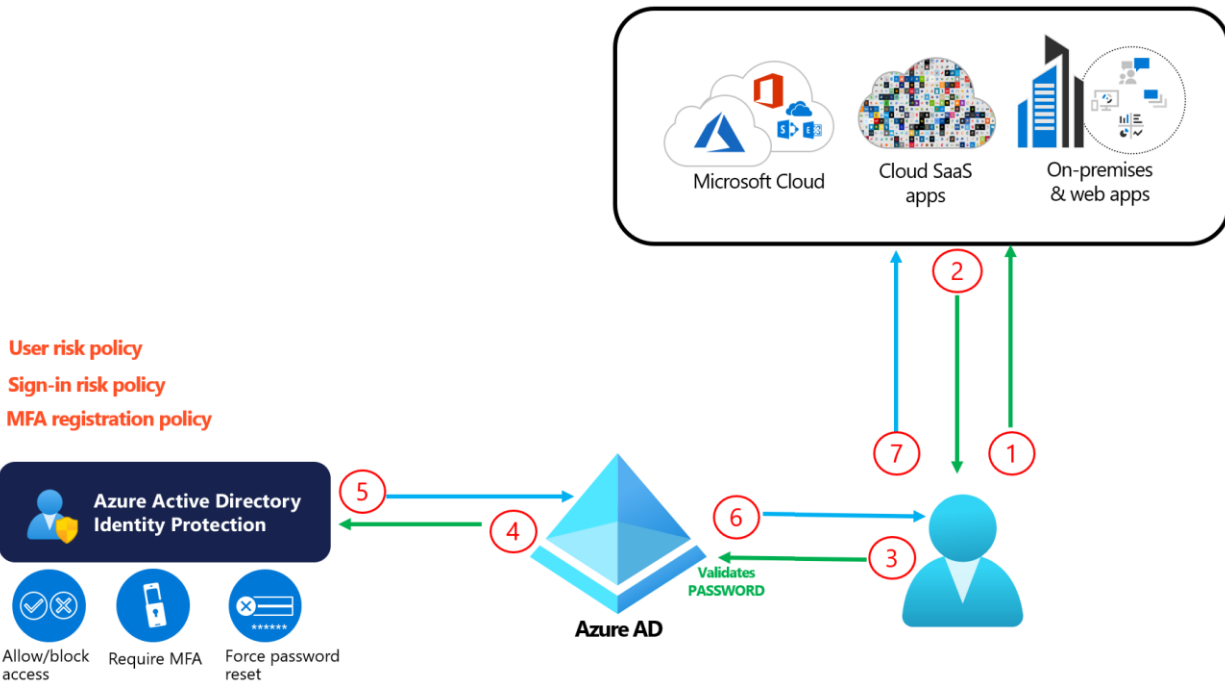 Microsoft Cloud
Cloud SaaS
apps
On-premises
& web apps
2
7
1
User risk policy
Sign-in risk policy
MFA registration policy
Azure Active Directory
Identity Protection
5
4
6
3
Validates
PASSWORD
Azure AD
Allow/block
access
Require MFA
Force password
reset